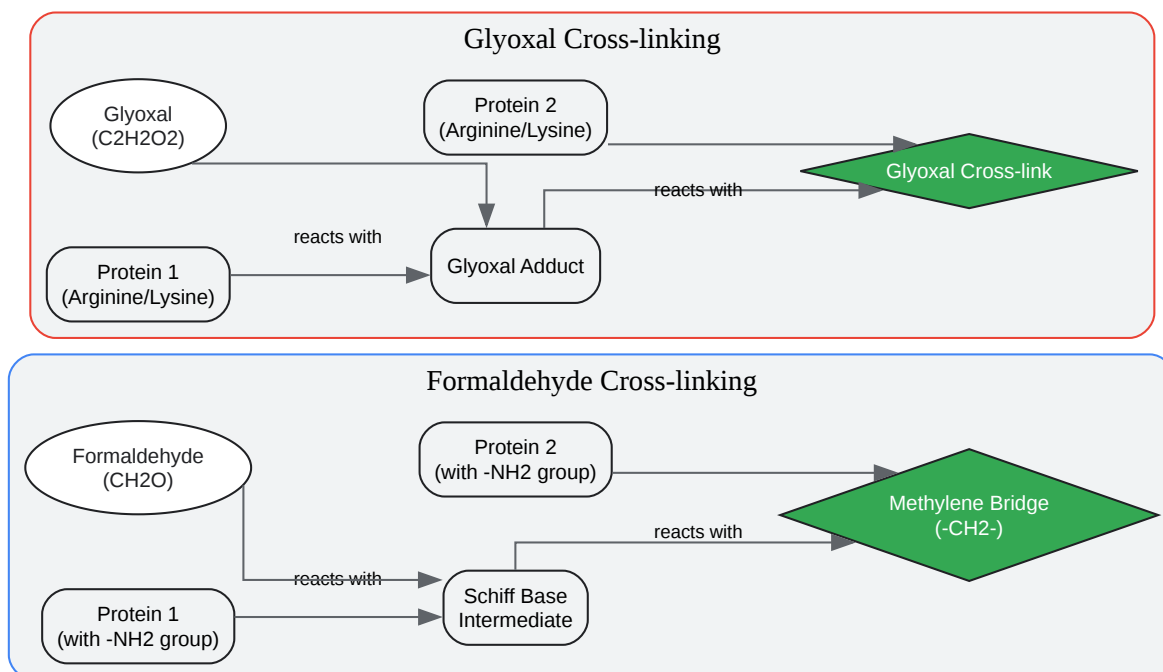 Glyoxal Cross-linking
Glyoxal
(C2H2O2)
Protein 2
(Arginine/Lysine)
Glyoxal Cross-link
reacts with
reacts with
Glyoxal Adduct
Protein 1
(Arginine/Lysine)
Formaldehyde Cross-linking
Formaldehyde
(CH2O)
Protein 2
(with -NH2 group)
Methylene Bridge
(-CH2-)
reacts with
reacts with
Schiff Base
Intermediate
Protein 1
(with -NH2 group)